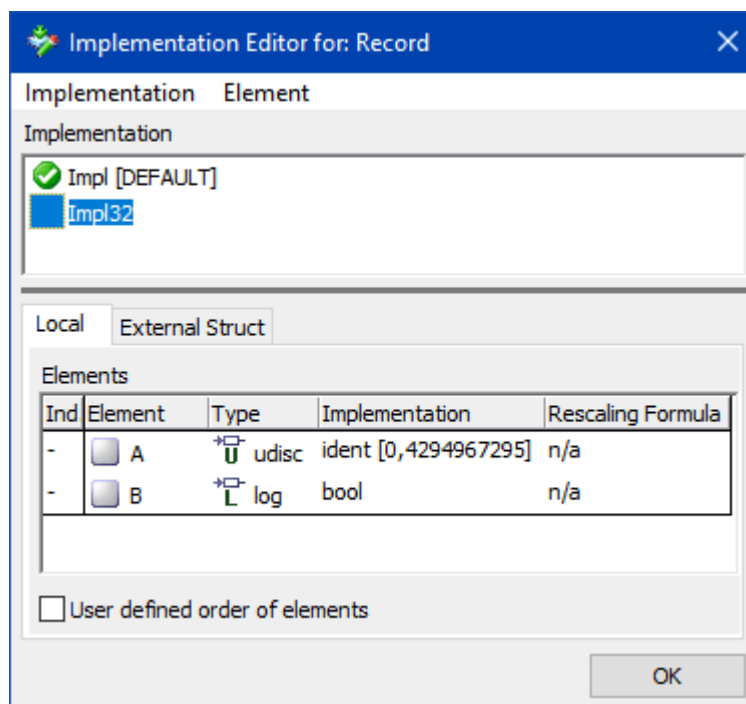 Implementation Editor for: Record
Implementation Element
Implementation
Impl [DEFAULT]
Impl32
Local External Struct
Elements
Ind Element Type Implementation Rescaling Formula
- A U udisc ident [0,4294967295] n/a
- B L log bool n/a
User defined order of elements
OK